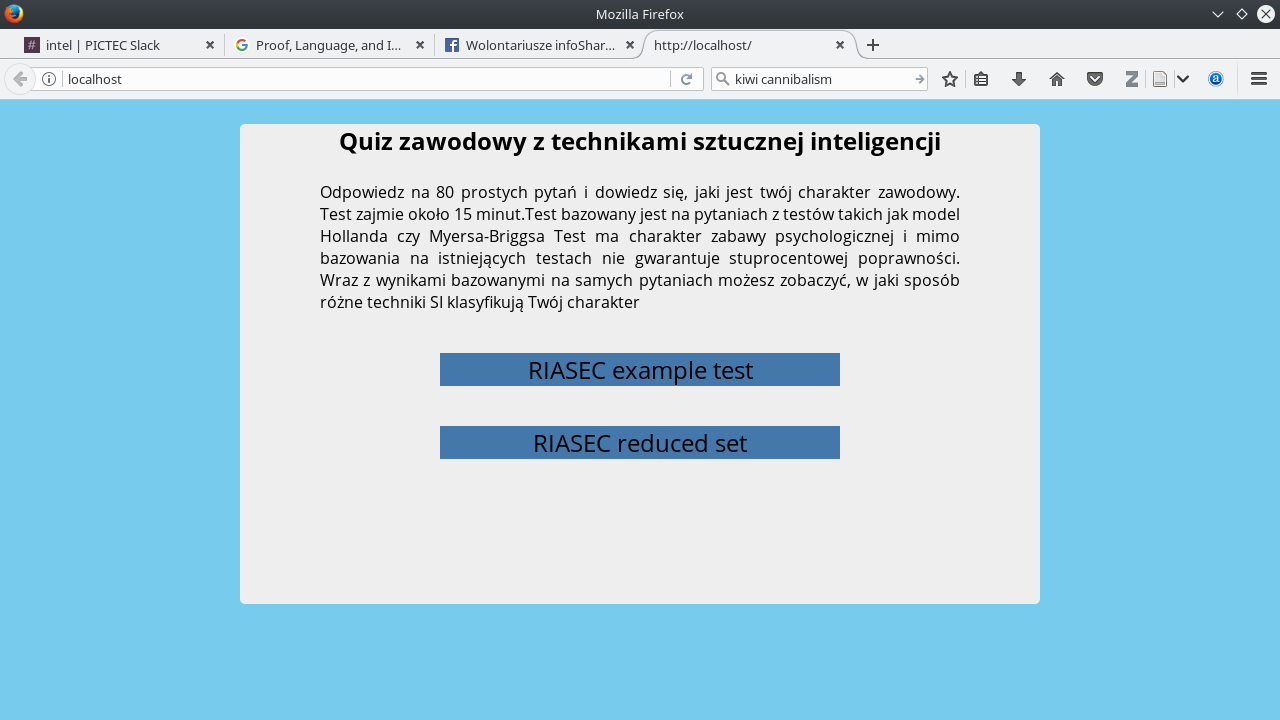 Mozilla Firefox
intel | PICTEC Slack
Proof, Language, and I...
Wolontariusze infoShar...
http://localhost/
localhost
kiwi cannibalism
Quiz zawodowy z technikami sztucznej inteligencji
Odpowiedz na 80 prostych pytań i dowiedz się, jaki jest twój charakter zawodowy.
Test zajmie około 15 minut.Test bazowany jest na pytaniach z testów takich jak model
Hollanda czy Myersa-Briggsa Test ma charakter zabawy psychologicznej i mimo
bazowania na istniejących testach nie gwarantuje stuprocentowej poprawności.
Wraz z wynikami bazowanymi na samych pytaniach możesz zobaczyć, w jaki sposób
różne techniki SI klasyfikują Twój charakter
RIASEC example test
RIASEC reduced set